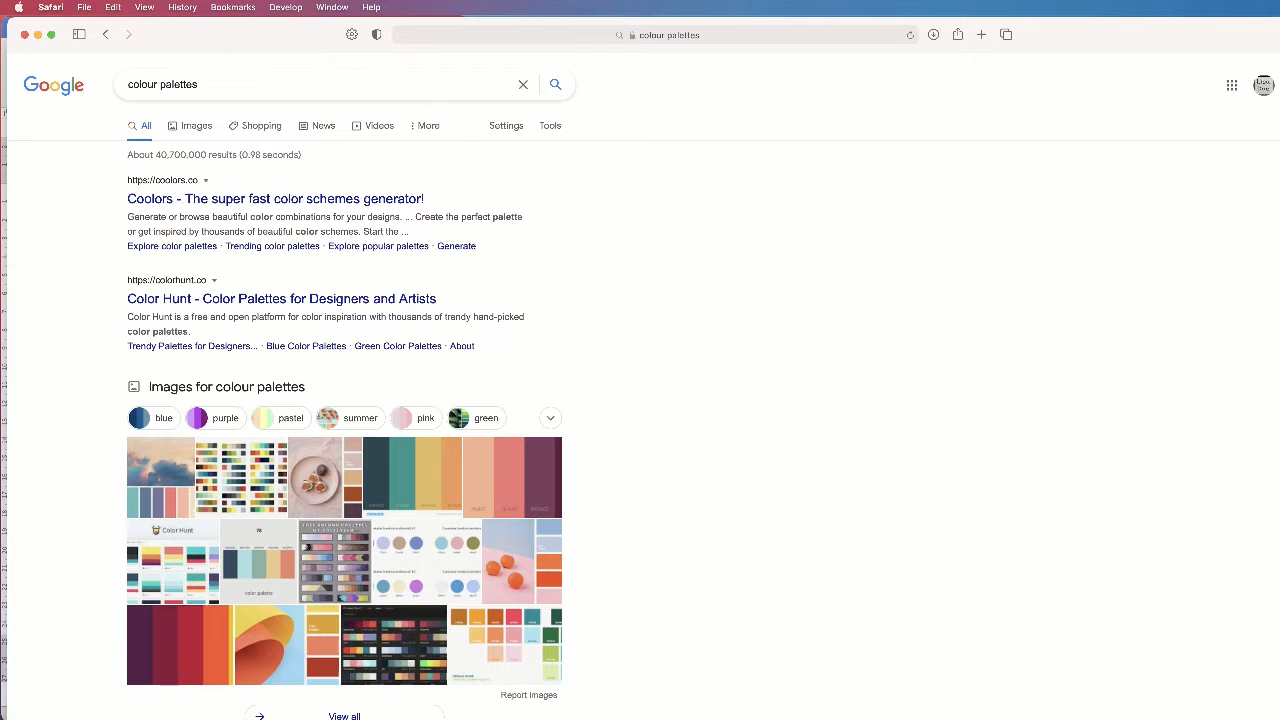 Safari File Edit View History Bookmarks Develop Window Help
colour palettes
Google
colour palettes
All Images Shopping News Videos More Settings Tools
About 40,700,000 results (0.98 seconds)
https://coolors.co
Coolors - The super fast color schemes generator!
Generate or browse beautiful color combinations for your designs. ... Create the perfect palette
or get inspired by thousands of beautiful color schemes. Start the ...
Explore color palettes · Trending color palettes · Explore popular palettes · Generate
https://colorhunt.co
Color Hunt - Color Palettes for Designers and Artists
Color Hunt is a free and open platform for color inspiration with thousands of trendy hand-picked
color palettes.
Trendy Palettes for Designers... · Blue Color Palettes · Green Color Palettes · About
Images for colour palettes
blue purple pastel summer pink green
Color Hunt
78
FREE COLOUR PALETTES
color palette
Report images
View all